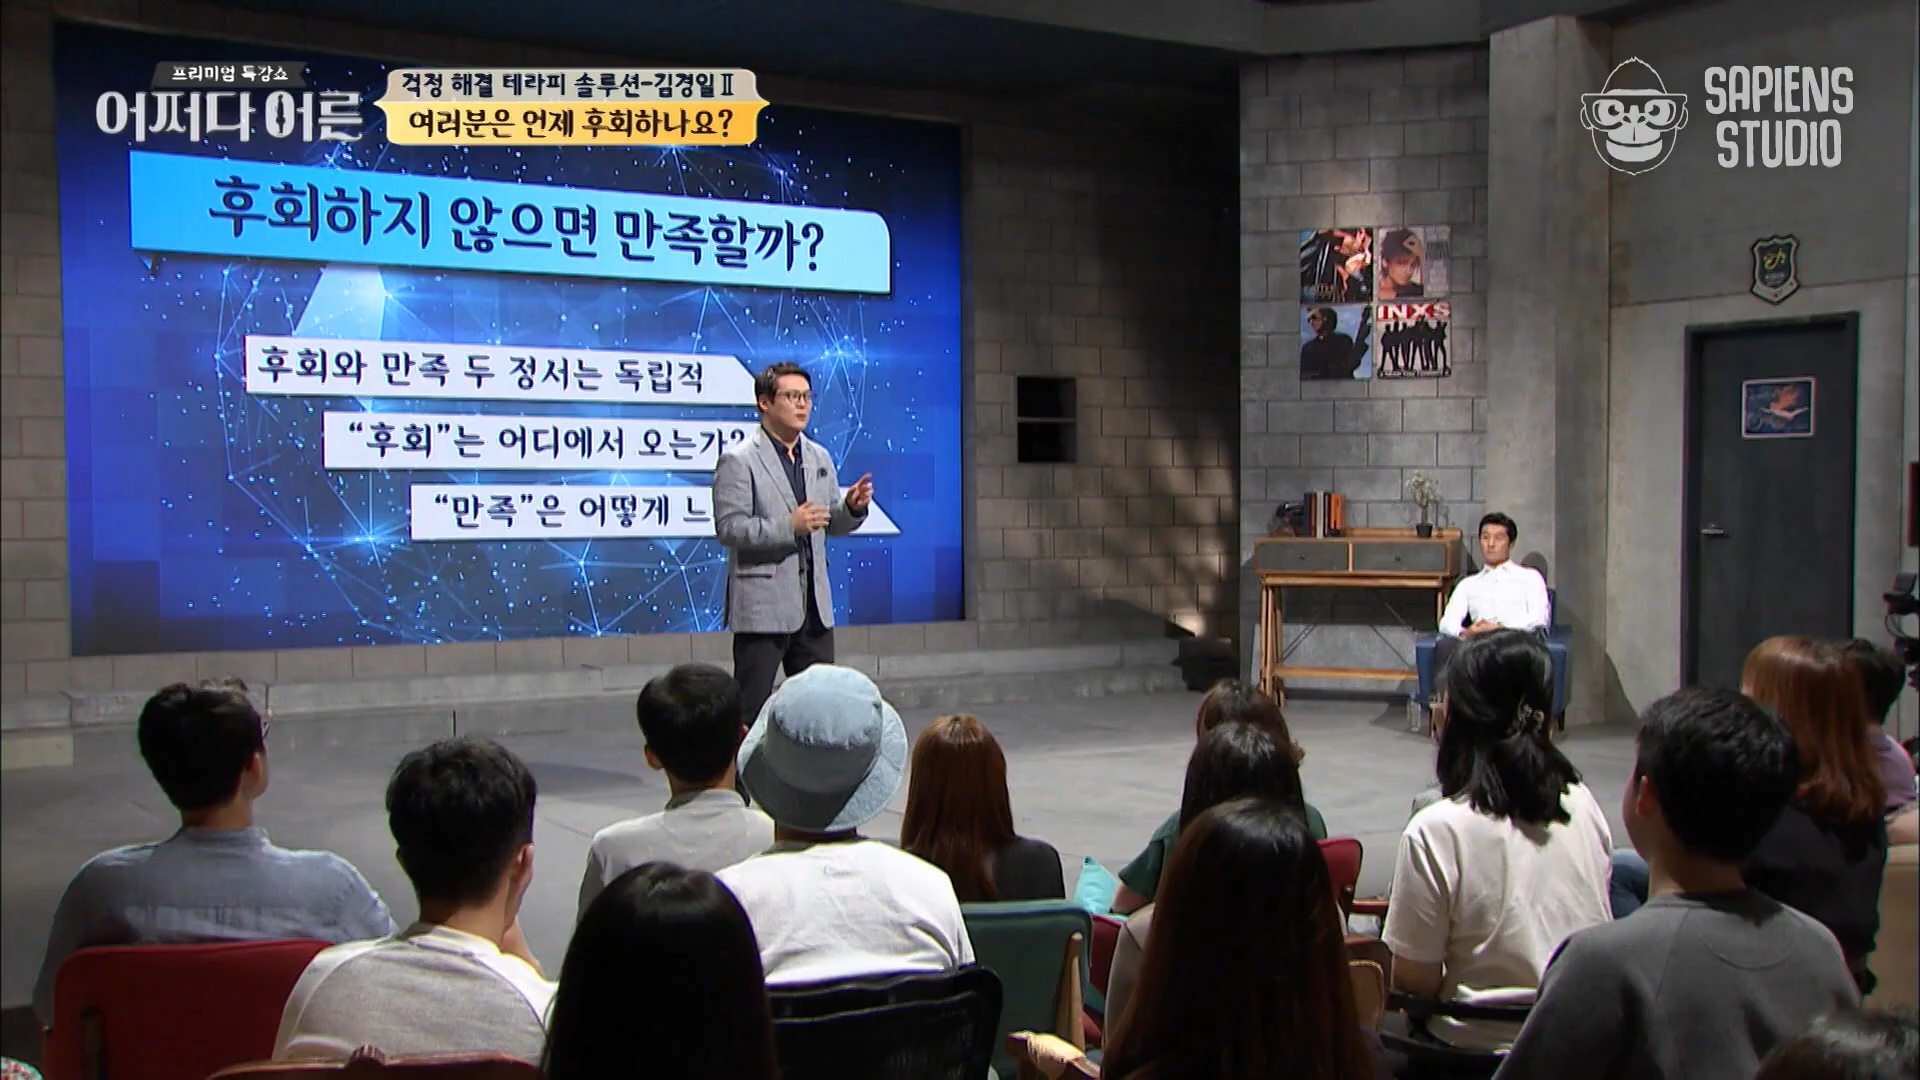 프리미엄 특강쇼
어쩌다 어른
걱정 해결 테라피 솔루션-김경일Ⅱ
여러분은 언제 후회하나요?
SAPIENS
STUDIO
후회하지 않으면 만족할까?
후회와 만족 두 정서는 독립적
“후회”는 어디에서 오는가?
“만족”은 어떻게 느
INXS